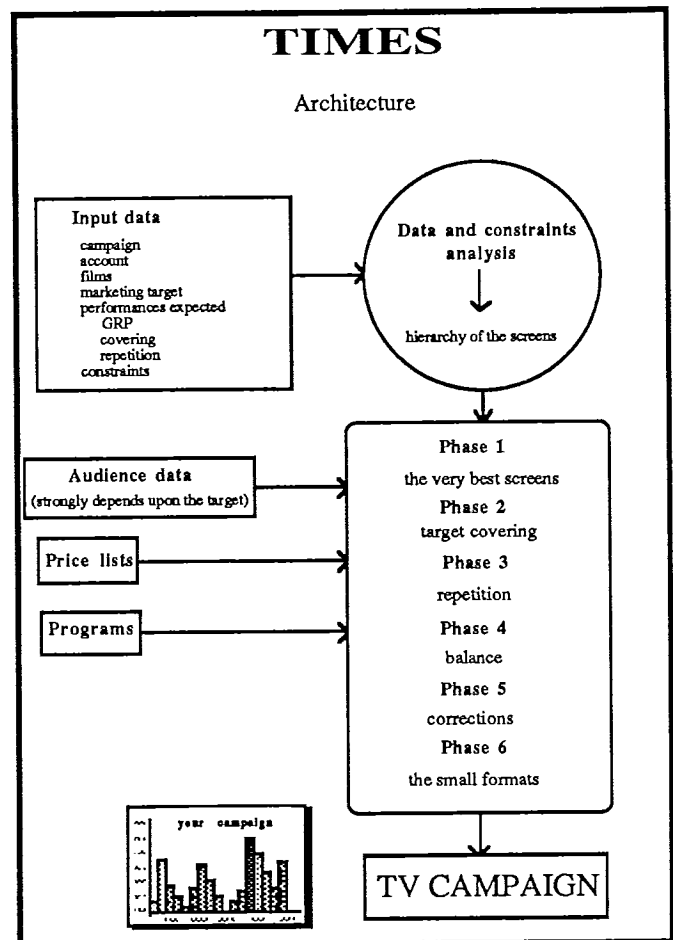 TIMES
Architecture
Input data
campaign
account
films
marketing target
performances expected
GRP
covering
repetition
constraints
Data and constraints
analysis
hierarchy of the screens
Audience data
(strongly depends upon the target)
Price lists
Programs
Phase 1
the very best screens
Phase 2
target covering
Phase 3
repetition
Phase 4
balance
Phase 5
corrections
Phase 6
the small formats
your campaign
TV CAMPAIGN